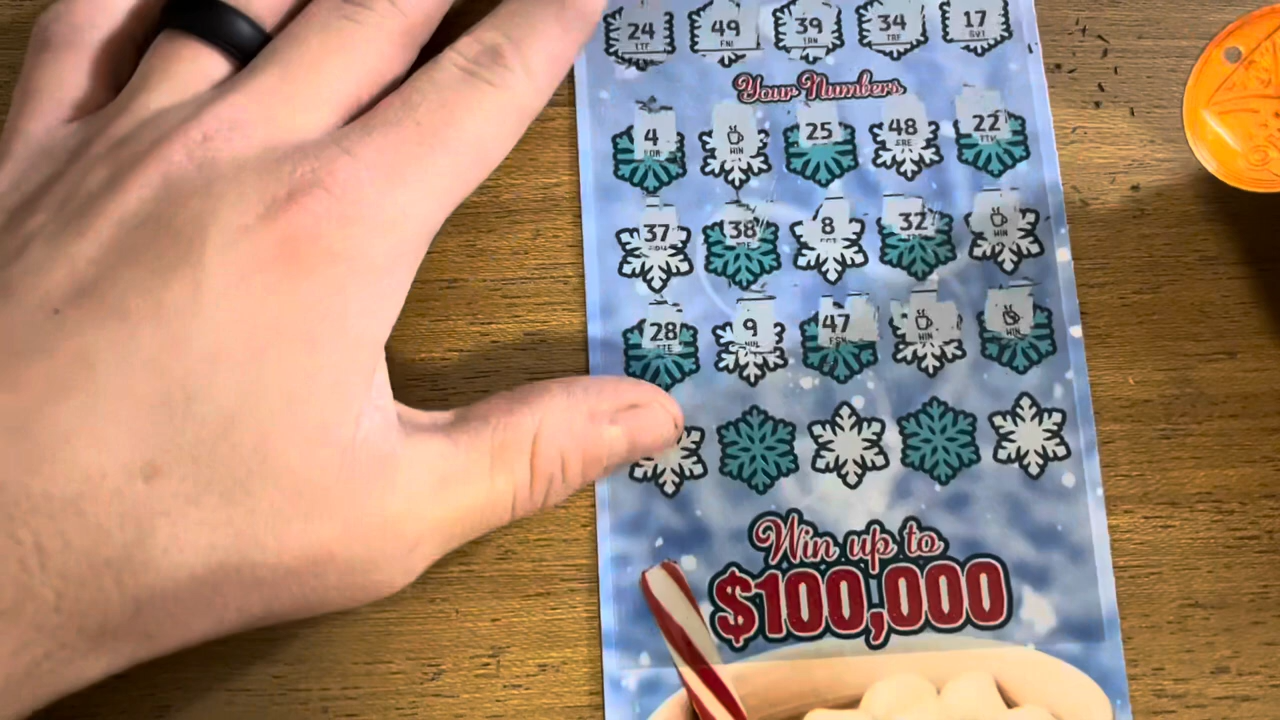 24 49 39 34 17
FNI
Your Numbers
4 WIN 25 48 22
37 38 8 32 WIN
28 9 47 WIN WIN
Win up to
$100,000